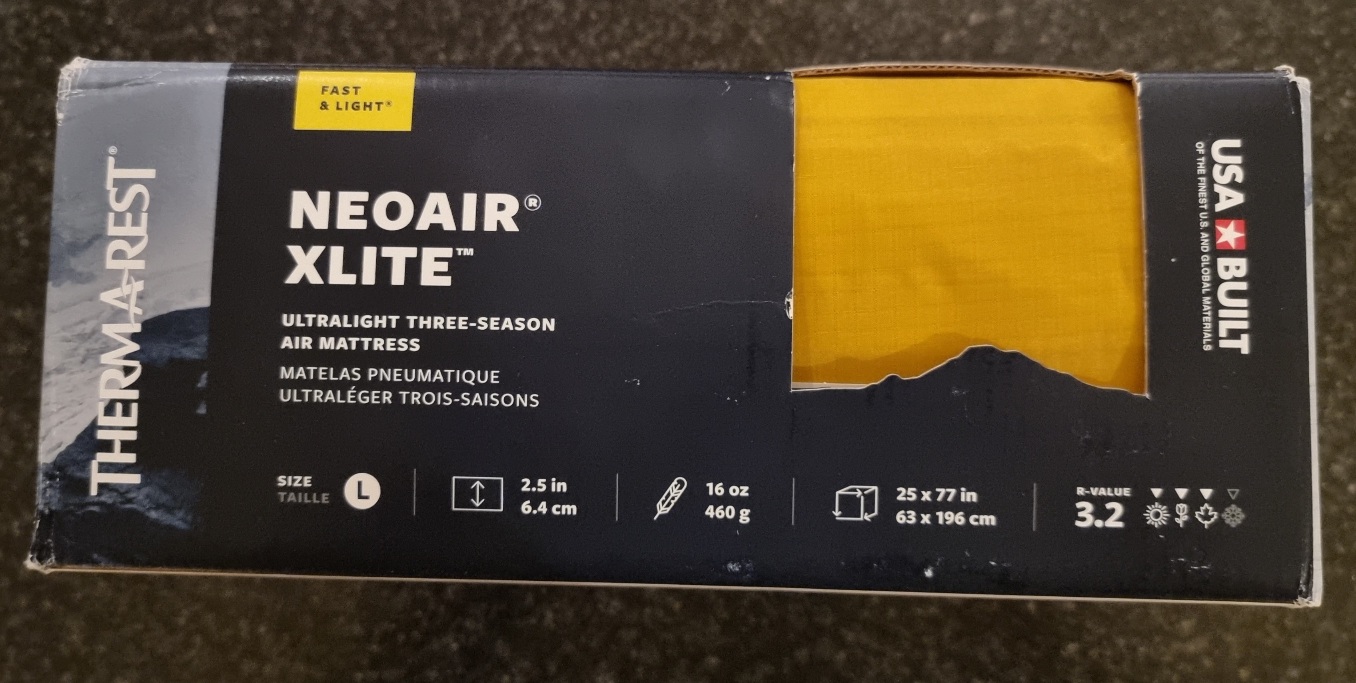 THERM-A-REST®
FAST
& LIGHT®
NEOAIR®
XLITE™
ULTRALIGHT THREE-SEASON
AIR MATTRESS
MATELAS PNEUMATIQUE
ULTRALÉGER TROIS-SAISONS
SIZE
TAILLE
L
2.5 in
6.4 cm
16 oz
460 g
25 x 77 in
63 x 196 cm
R-VALUE
3.2
USA BUILT
OF THE FINEST U.S. AND GLOBAL MATERIALS